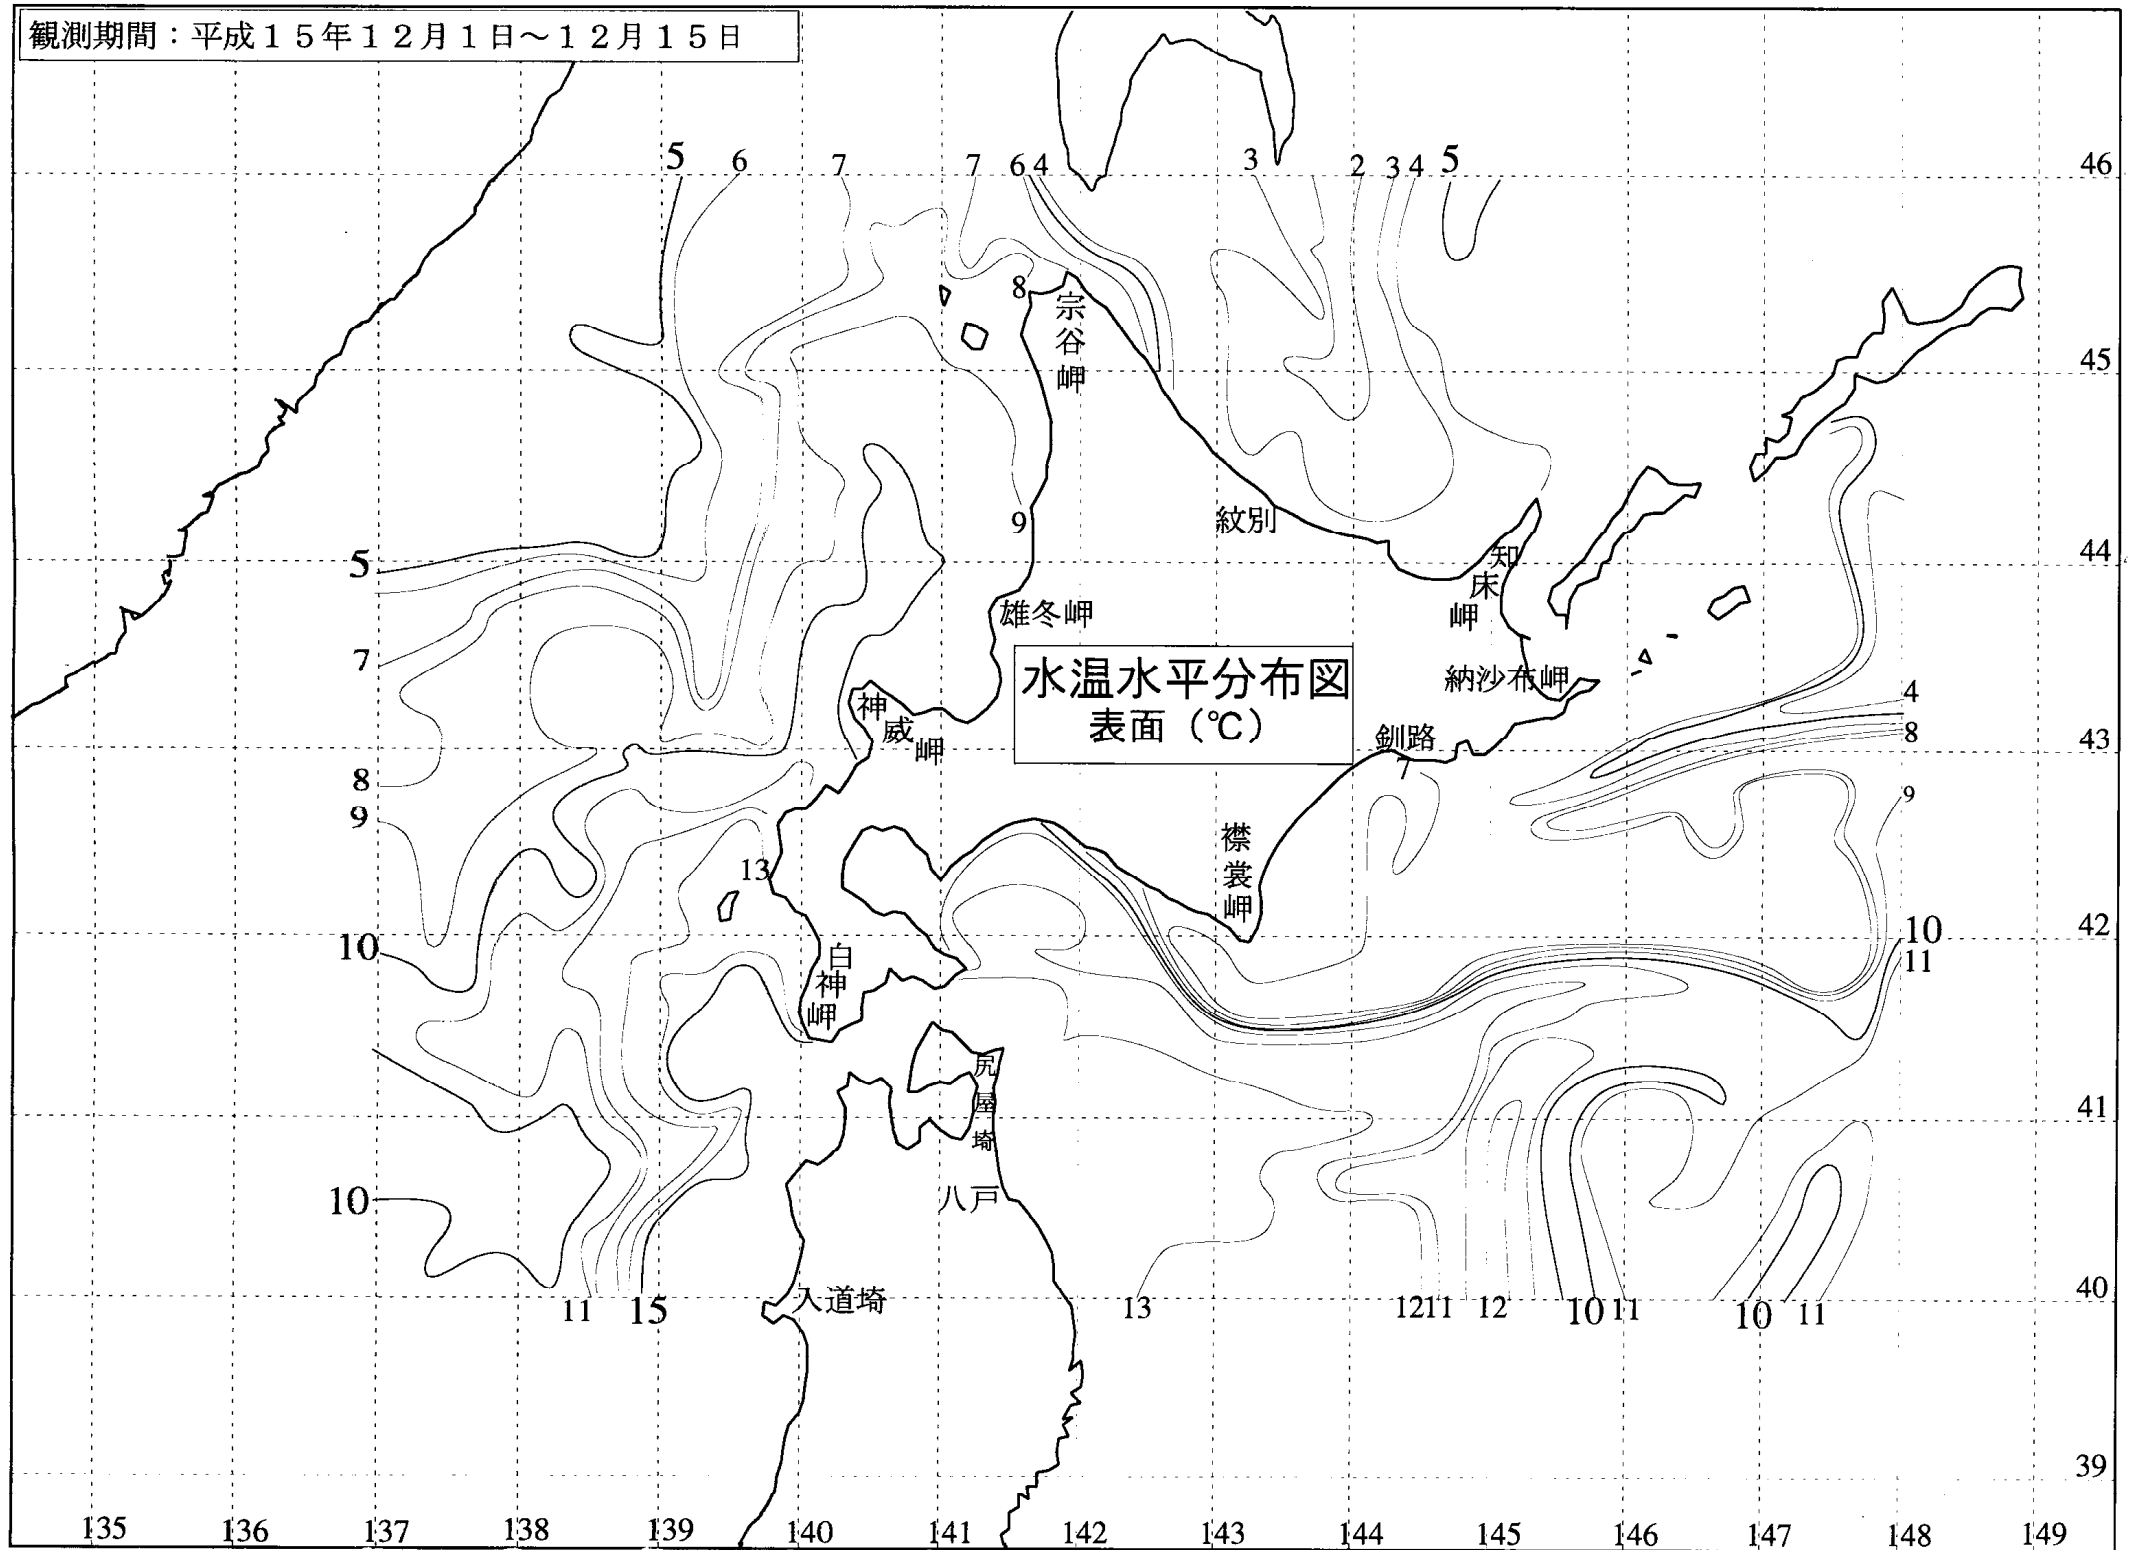 観測期間：平成１５年１２月１日～１２月１５日
5 6 7 7 6 4 3 2 3 4 5
46
8
宗谷岬
45
9
紋別
5
44
知床岬
雄冬岬
7
水温水平分布図
表面（℃）
納沙布岬
4
神威岬
釧路
8
43
7
8
9
9
襟裳岬
13
10
白神岬
10
42
11
尻屋埼
41
10
八戸
入道埼
11 15 13 12 11 12 10 11 10 11
40
39
135 136 137 138 139 140 141 142 143 144 145 146 147 148 149